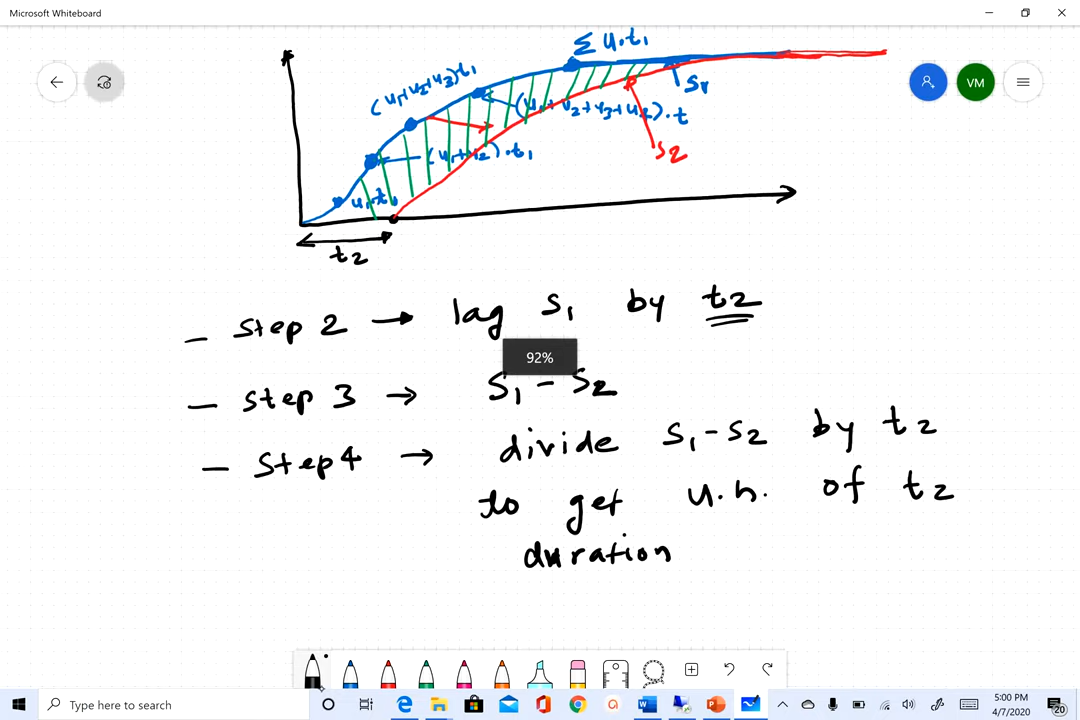 Microsoft Whiteboard
Σ u.t1
(u1+u2+u3)t1
S1
VM
(u1+u2+u3+u2).t
(u1+u2).t1
S2
u1.t1
t2
- step 2 → lag S1 by t2
92%
- step 3 → S1 - S2
- step 4 → divide S1-S2 by t2
to get u.h. of t2
duration
Type here to search
5:00 PM
4/7/2020
20